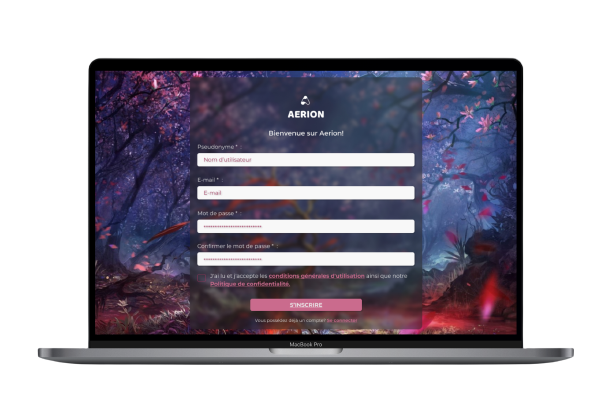 AERION
Bienvenue sur Aerion!
Pseudonyme * :
Nom d'utilisateur
E-mail * :
E-mail
Mot de passe * :
Confirmer le mot de passe * :
J'ai lu et j'accepte les conditions générales d'utilisation ainsi que notre
Politique de confidentialité.
S'INSCRIRE
Vous possédez déjà un compte? Se connecter
MacBook Pro